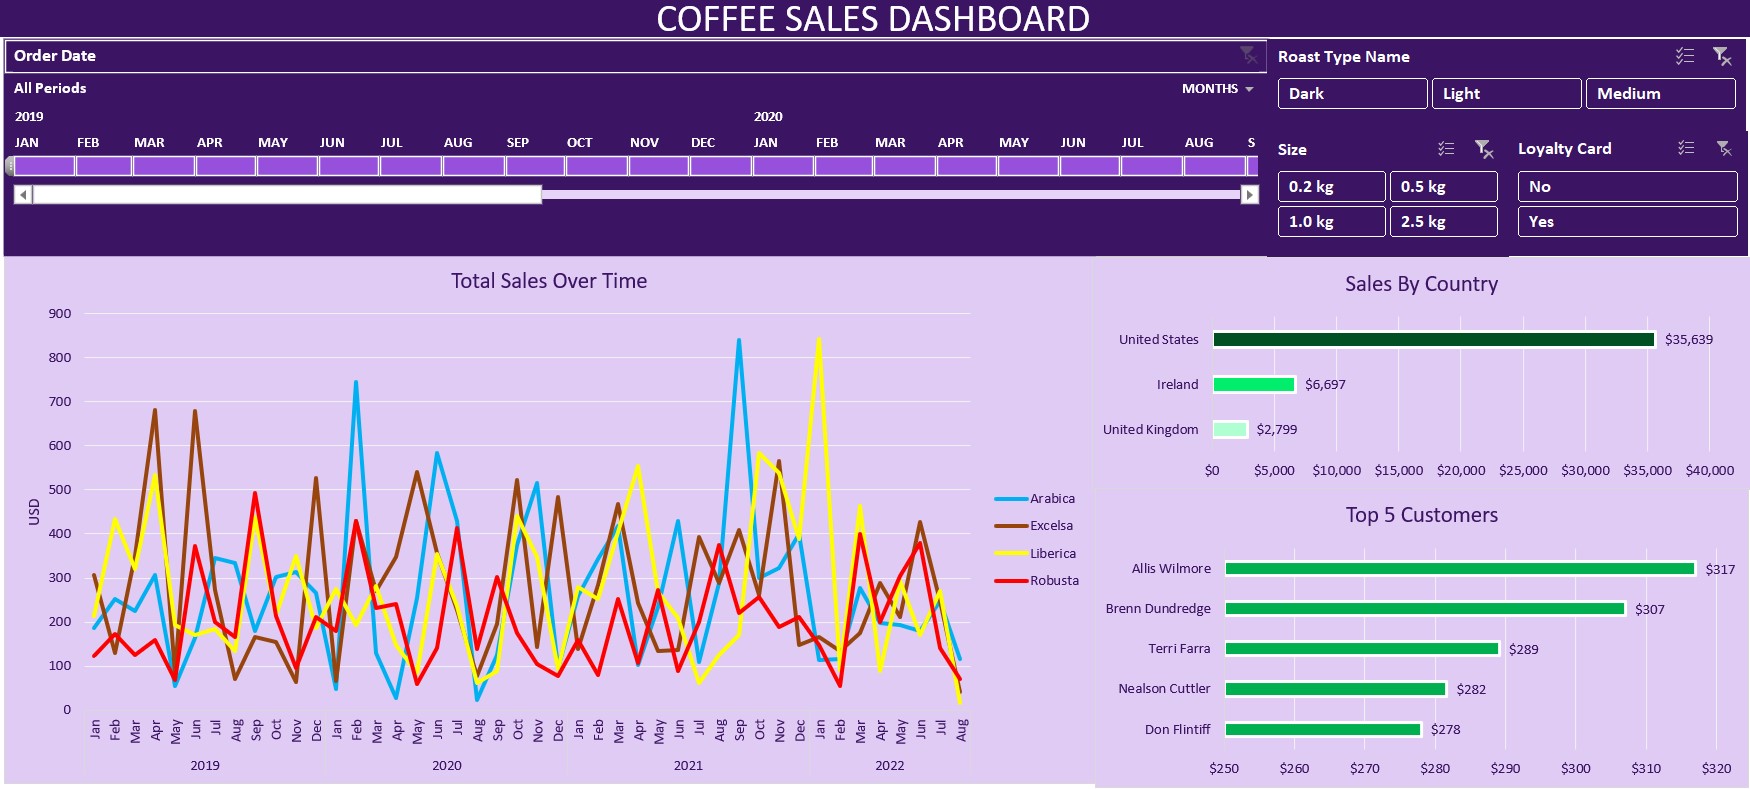 COFFEE SALES DASHBOARD
Order Date
All Periods
MONTHS
2019 2020
JAN FEB MAR APR MAY JUN JUL AUG SEP OCT NOV DEC JAN FEB MAR APR MAY JUN JUL AUG S
Roast Type Name
Dark Light Medium
Size
0.2 kg 0.5 kg
1.0 kg 2.5 kg
Loyalty Card
No
Yes
Total Sales Over Time
900
800
700
600
500
400
300
200
100
0
USD
Jan Feb Mar Apr May Jun Jul Aug Sep Oct Nov Dec Jan Feb Mar Apr May Jun Jul Aug Sep Oct Nov Dec Jan Feb Mar Apr May Jun Jul Aug Sep Oct Nov Dec Jan Feb Mar Apr May Jun Jul Aug
2019 2020 2021 2022
Arabica
Excelsa
Liberica
Robusta
Sales By Country
United States $35,639
Ireland $6,697
United Kingdom $2,799
$0 $5,000 $10,000 $15,000 $20,000 $25,000 $30,000 $35,000 $40,000
Top 5 Customers
Allis Wilmore $317
Brenn Dundredge $307
Terri Farra $289
Nealson Cuttler $282
Don Flintiff $278
$250 $260 $270 $280 $290 $300 $310 $320